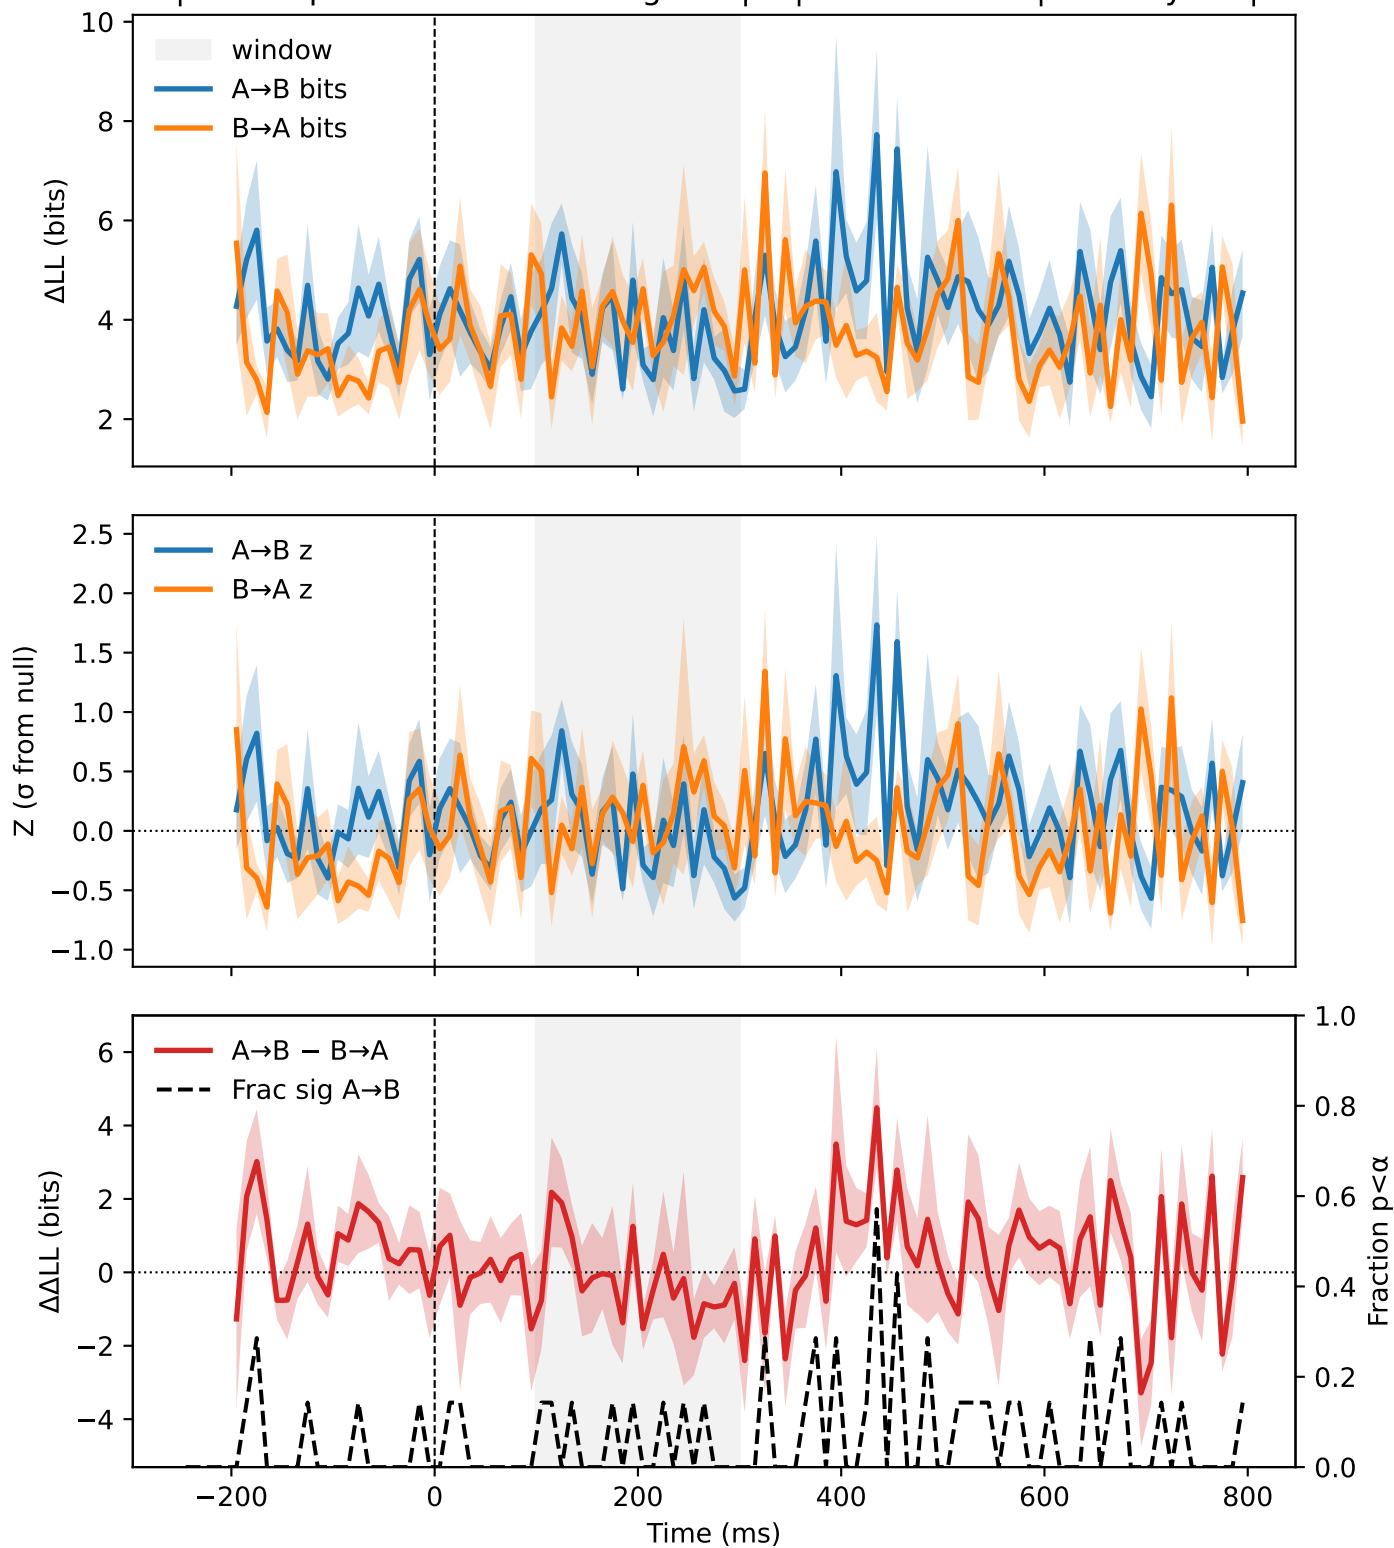 10
8
6
4
2
ΔLL (bits)
window
A→B bits
B→A bits
2.5
2.0
1.5
1.0
0.5
0.0
−0.5
−1.0
Z (σ from null)
A→B z
B→A z
6
4
2
0
−2
−4
ΔΔLL (bits)
A→B − B→A
Frac sig A→B
1.0
0.8
0.6
0.4
0.2
0.0
Fraction p<α
−200 0 200 400 600 800
Time (ms)